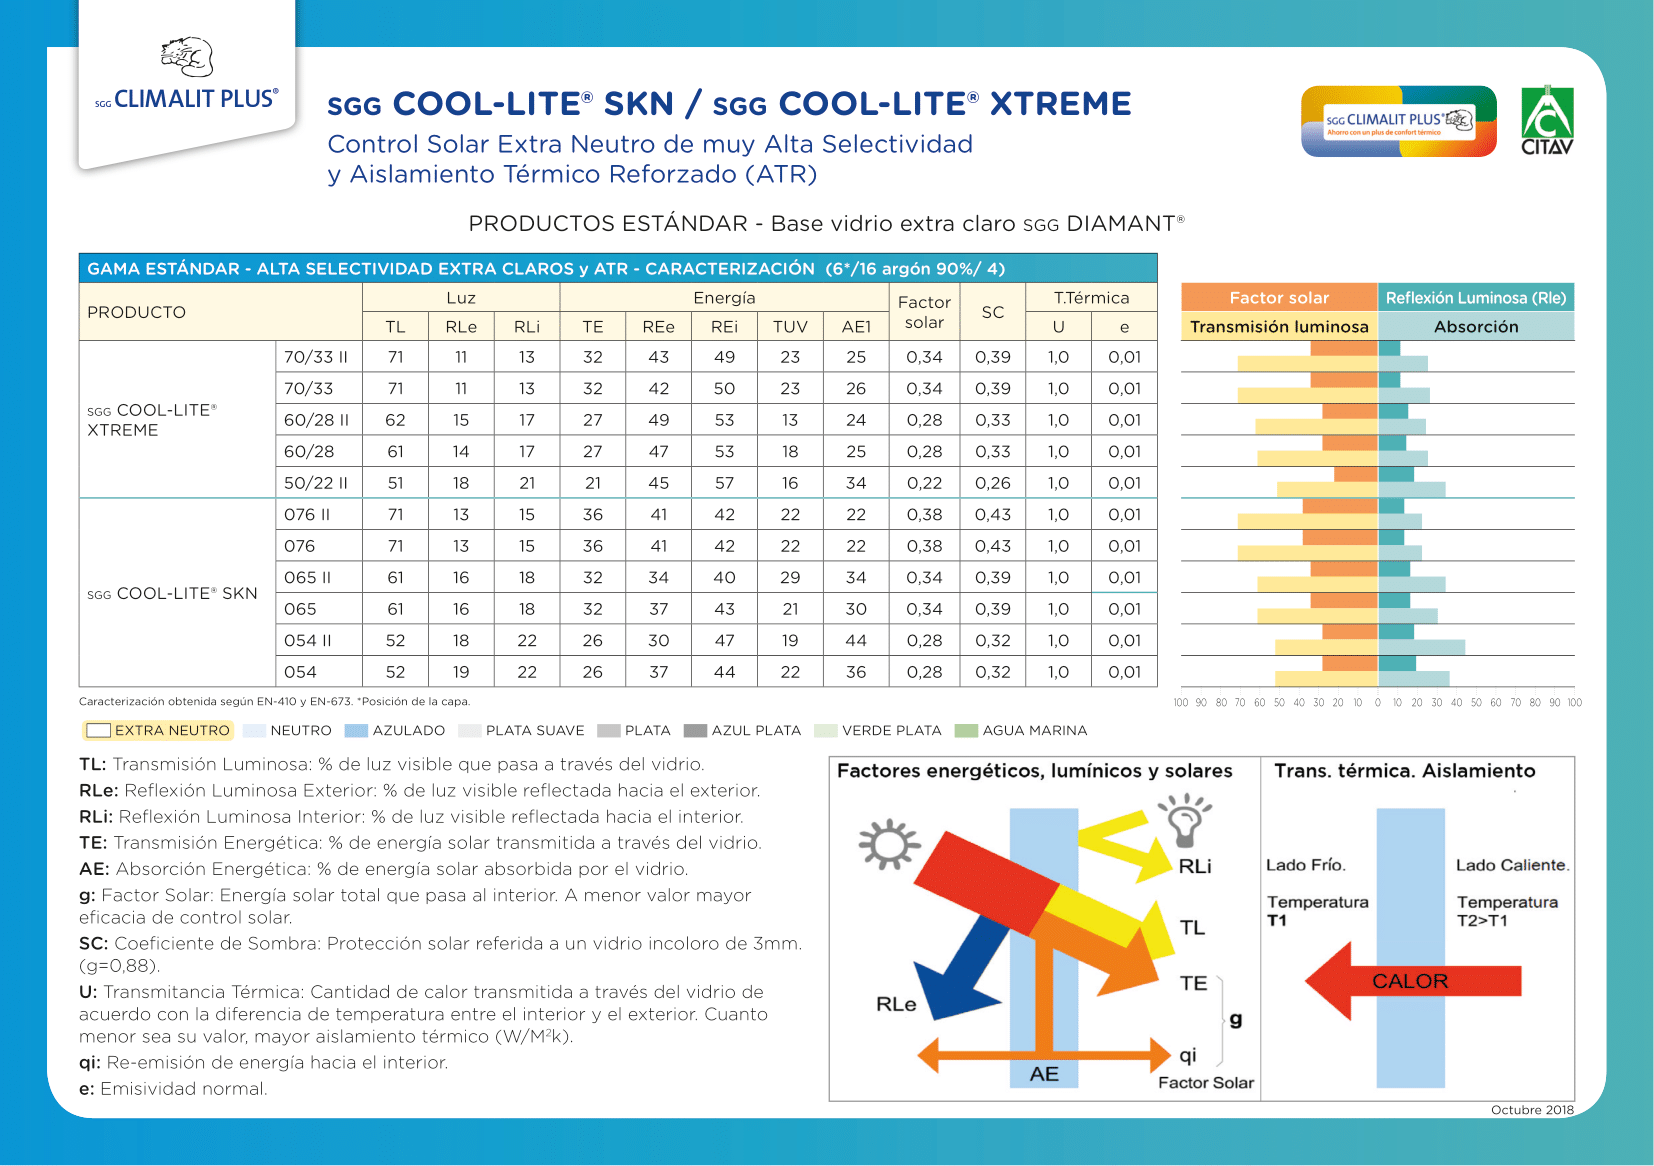 SGG CLIMALIT PLUS®
SGG COOL-LITE® SKN / SGG COOL-LITE® XTREME
Control Solar Extra Neutro de muy Alta Selectividad
y Aislamiento Térmico Reforzado (ATR)
SGG CLIMALIT PLUS®
Ahorro con un plus de confort térmico
CITAV
PRODUCTOS ESTÁNDAR - Base vidrio extra claro SGG DIAMANT®
GAMA ESTÁNDAR - ALTA SELECTIVIDAD EXTRA CLAROS y ATR - CARACTERIZACIÓN (6*/16 argón 90%/ 4)
PRODUCTO Luz Energía Factor solar SC T.Térmica
TL RLe RLi TE REe REi TUV AE1 U e
SGG COOL-LITE® XTREME
70/33 II 71 11 13 32 43 49 23 25 0,34 0,39 1,0 0,01
70/33 71 11 13 32 42 50 23 26 0,34 0,39 1,0 0,01
60/28 II 62 15 17 27 49 53 13 24 0,28 0,33 1,0 0,01
60/28 61 14 17 27 47 53 18 25 0,28 0,33 1,0 0,01
50/22 II 51 18 21 21 45 57 16 34 0,22 0,26 1,0 0,01
SGG COOL-LITE® SKN
076 II 71 13 15 36 41 42 22 22 0,38 0,43 1,0 0,01
076 71 13 15 36 41 42 22 22 0,38 0,43 1,0 0,01
065 II 61 16 18 32 34 40 29 34 0,34 0,39 1,0 0,01
065 61 16 18 32 37 43 21 30 0,34 0,39 1,0 0,01
054 II 52 18 22 26 30 47 19 44 0,28 0,32 1,0 0,01
054 52 19 22 26 37 44 22 36 0,28 0,32 1,0 0,01
Factor solar Reflexión Luminosa (Rle)
Transmisión luminosa Absorción
100 90 80 70 60 50 40 30 20 10 0 10 20 30 40 50 60 70 80 90 100
Caracterización obtenida según EN-410 y EN-673. *Posición de la capa.
EXTRA NEUTRO NEUTRO AZULADO PLATA SUAVE PLATA AZUL PLATA VERDE PLATA AGUA MARINA
TL: Transmisión Luminosa: % de luz visible que pasa a través del vidrio.
RLe: Reflexión Luminosa Exterior: % de luz visible reflectada hacia el exterior.
RLi: Reflexión Luminosa Interior: % de luz visible reflectada hacia el interior.
TE: Transmisión Energética: % de energía solar transmitida a través del vidrio.
AE: Absorción Energética: % de energía solar absorbida por el vidrio.
g: Factor Solar: Energía solar total que pasa al interior. A menor valor mayor
eficacia de control solar.
SC: Coeficiente de Sombra: Protección solar referida a un vidrio incoloro de 3mm.
(g=0,88).
U: Transmitancia Térmica: Cantidad de calor transmitida a través del vidrio de
acuerdo con la diferencia de temperatura entre el interior y el exterior. Cuanto
menor sea su valor, mayor aislamiento térmico (W/M²k).
qi: Re-emisión de energía hacia el interior.
e: Emisividad normal.
Factores energéticos, lumínicos y solares
RLi
TL
TE
RLe
g
qi
AE
Factor Solar
Trans. térmica. Aislamiento
Lado Frío. Lado Caliente.
Temperatura Temperatura
T1 T2>T1
CALOR
Octubre 2018